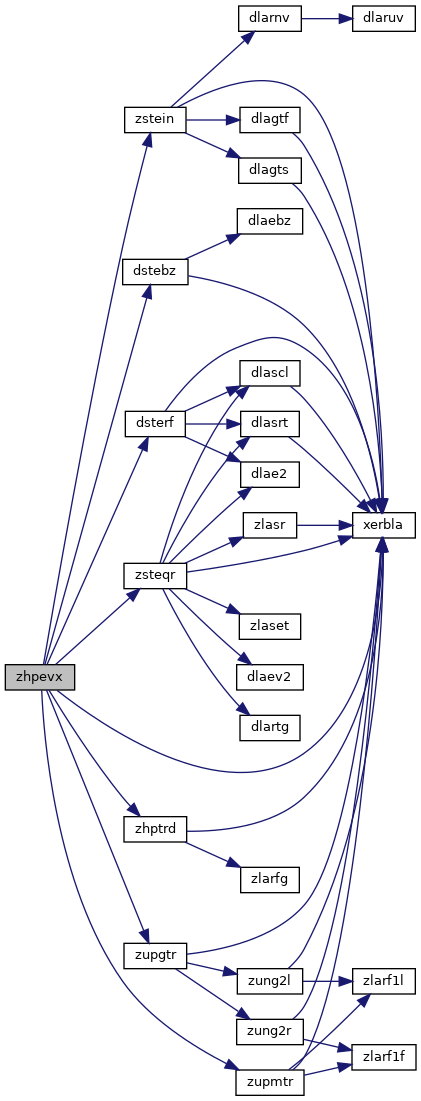 dlarnv
dlaruv
zstein
dlagtf
dlagts
dlaebz
dstebz
dlascl
dsterf
dlasrt
dlae2
zlasr
xerbla
zsteqr
zlaset
zhpevx
dlaev2
dlartg
zhptrd
zlarfg
zupgtr
zung2l
zlarf1l
zung2r
zlarf1f
zupmtr